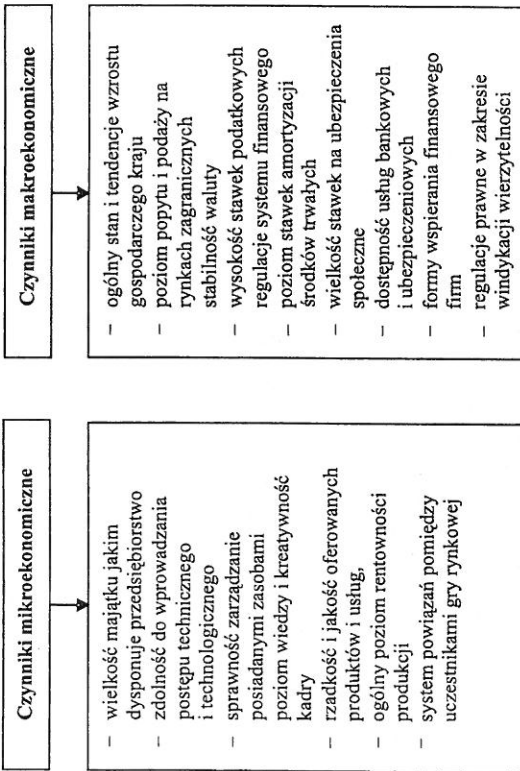 Czynniki mikroekonomiczne
– wielkość majątku jakim
dysponuje przedsiębiorstwo
– zdolność do wprowadzania
postępu technicznego
i technologicznego
– sprawność zarządzanie
posiadanymi zasobami
– poziom wiedzy i kreatywność
kadry
– rzadkość i jakość oferowanych
produktów i usług,
– ogólny poziom rentowności
produkcji
– system powiązań pomiędzy
uczestnikami gry rynkowej
Czynniki makroekonomiczne
– ogólny stan i tendencje wzrostu
gospodarczego kraju
– poziom popytu i podaży na
rynkach zagranicznych
– stabilność waluty
– wysokość stawek podatkowych
– regulacje systemu finansowego
– poziom stawek amortyzacji
środków trwałych
– wielkość stawek na ubezpieczenia
społeczne
– dostępność usług bankowych
i ubezpieczeniowych
– formy wspierania finansowego
firm
– regulacje prawne w zakresie
windykacji wierzytelności